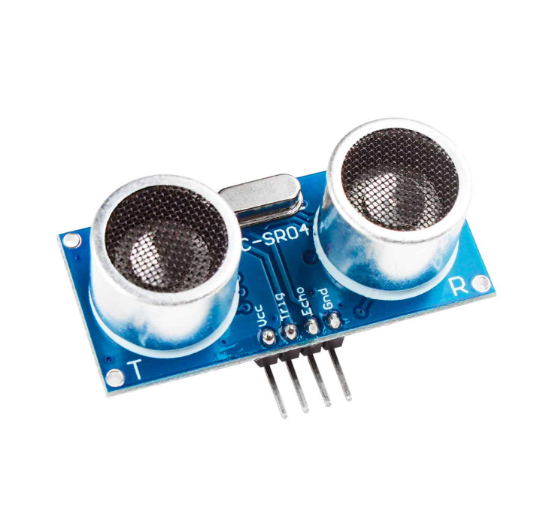 C-SR04
Vcc
Trig
Echo
Gnd
T
R